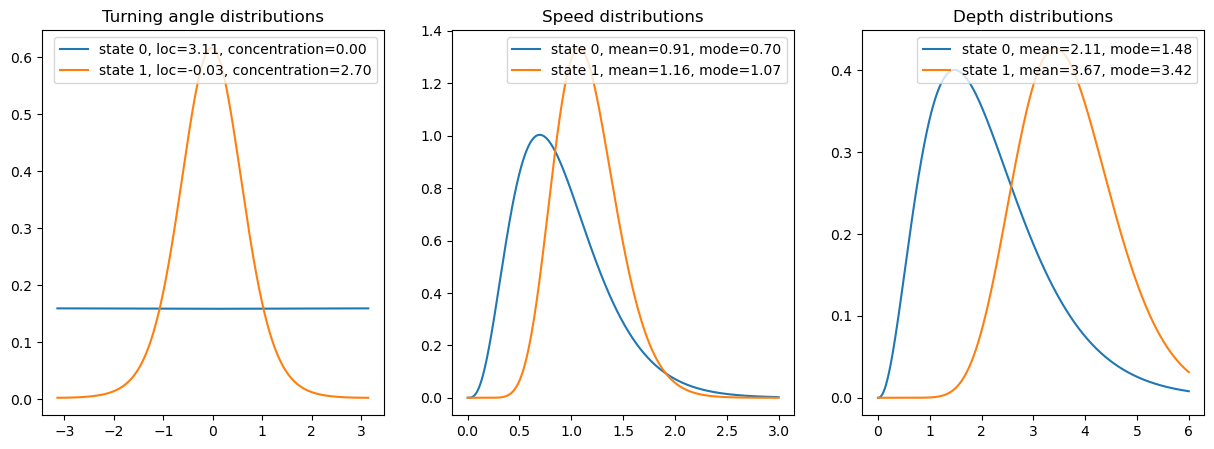 Turning angle distributions
state 0, loc=3.11, concentration=0.00
state 1, loc=-0.03, concentration=2.70
0.6
0.5
0.4
0.3
0.2
0.1
0.0
−3 −2 −1 0 1 2 3
Speed distributions
state 0, mean=0.91, mode=0.70
state 1, mean=1.16, mode=1.07
1.4
1.2
1.0
0.8
0.6
0.4
0.2
0.0
0.0 0.5 1.0 1.5 2.0 2.5 3.0
Depth distributions
state 0, mean=2.11, mode=1.48
state 1, mean=3.67, mode=3.42
0.4
0.3
0.2
0.1
0.0
0 1 2 3 4 5 6